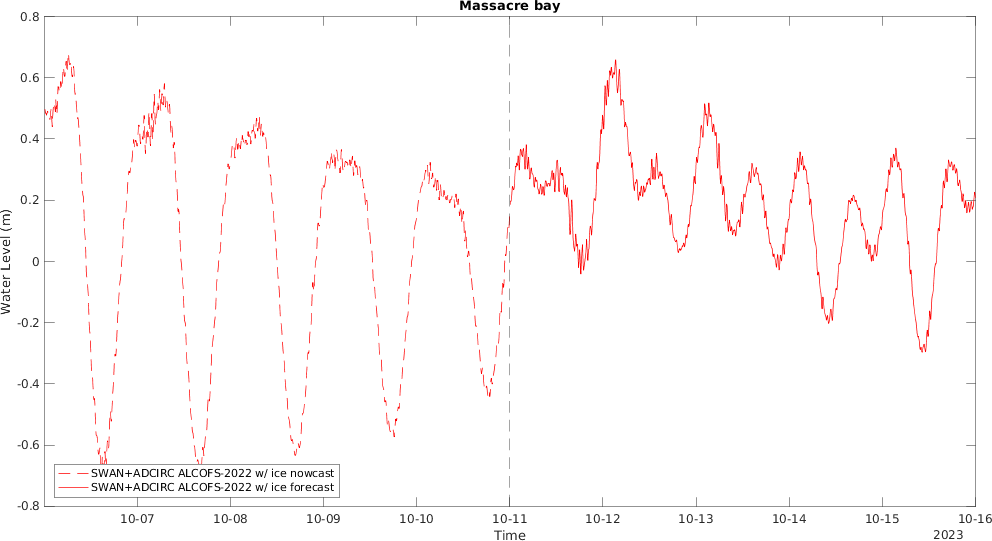 Massacre bay
0.8
0.6
0.4
0.2
0
-0.2
-0.4
-0.6
-0.8
Water Level (m)
SWAN+ADCIRC ALCOFS-2022 w/ ice nowcast
SWAN+ADCIRC ALCOFS-2022 w/ ice forecast
10-07 10-08 10-09 10-10 10-11 10-12 10-13 10-14 10-15 10-16
Time
2023